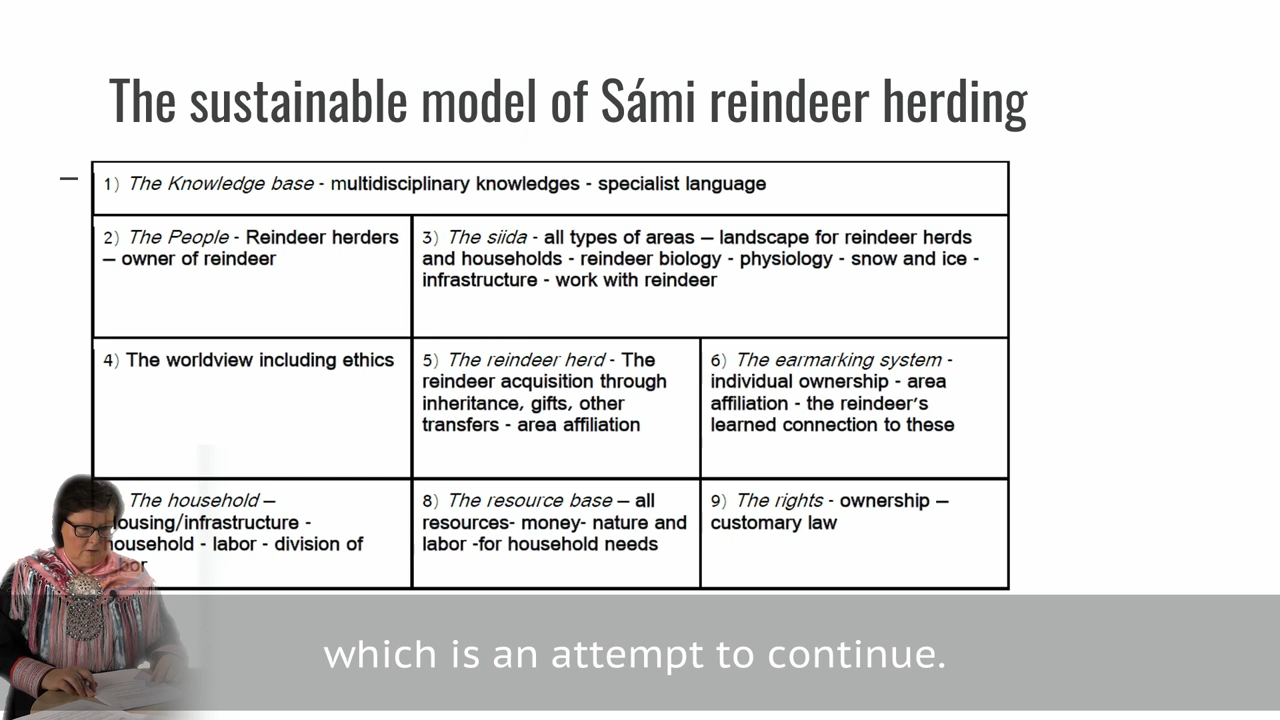 The sustainable model of Sámi reindeer herding
–
1) The Knowledge base - multidisciplinary knowledges - specialist language
2) The People - Reindeer herders
– owner of reindeer
3) The siida - all types of areas – landscape for reindeer herds
and households - reindeer biology - physiology - snow and ice -
infrastructure - work with reindeer
4) The worldview including ethics
5) The reindeer herd - The
reindeer acquisition through
inheritance, gifts, other
transfers - area affiliation
6) The earmarking system -
individual ownership - area
affiliation - the reindeer's
learned connection to these
The household –
housing/infrastructure -
household - labor - division of
8) The resource base – all
resources- money- nature and
labor -for household needs
9) The rights - ownership –
customary law
which is an attempt to continue.